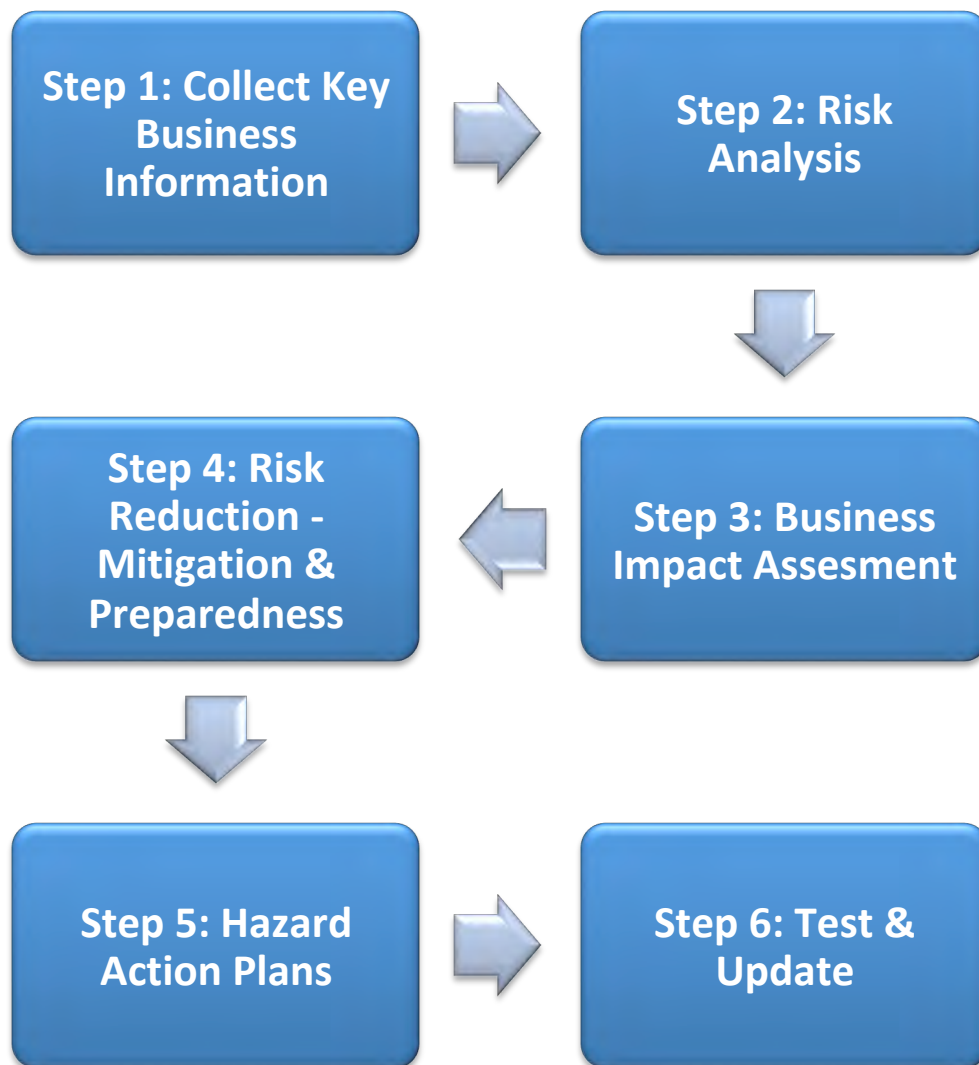 Step 1: Collect Key
Business
Information
Step 2: Risk
Analysis
Step 3: Business
Impact Assesment
Step 4: Risk
Reduction -
Mitigation &
Preparedness
Step 5: Hazard
Action Plans
Step 6: Test &
Update